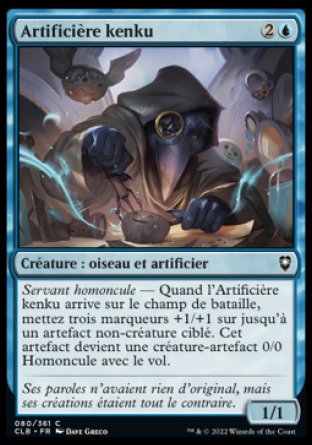 Artificière kenku 2
Créature : oiseau et artificier
Servant homoncule — Quand l'Artificière
kenku arrive sur le champ de bataille,
mettez trois marqueurs +1/+1 sur jusqu'à
un artefact non-créature ciblé. Cet
artefact devient une créature-artefact 0/0
Homoncule avec le vol.
Ses paroles n'avaient rien d'original, mais
ses créations étaient tout le contraire.
1/1
080/361 C
CLB • FR Dave Greco
™ & © 2022 Wizards of the Coast